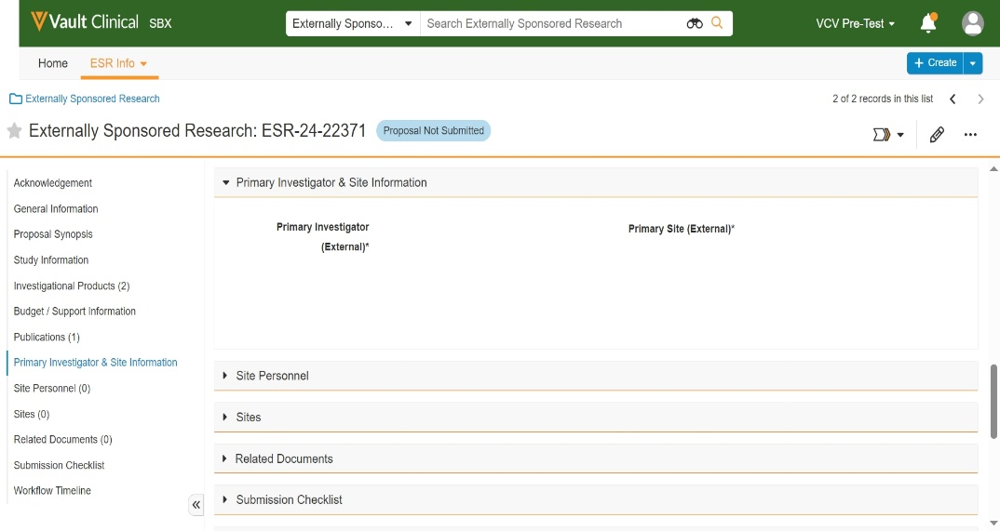 Vault Clinical SBX
Externally Sponso... Search Externally Sponsored Research
VCV Pre-Test
Home ESR Info
+ Create
Externally Sponsored Research
2 of 2 records in this list
Externally Sponsored Research: ESR-24-22371 Proposal Not Submitted
Acknowledgement
General Information
Proposal Synopsis
Study Information
Investigational Products (2)
Budget / Support Information
Publications (1)
Primary Investigator & Site Information
Site Personnel (0)
Sites (0)
Related Documents (0)
Submission Checklist
Workflow Timeline
Primary Investigator & Site Information
Primary Investigator
(External)*
Primary Site (External)*
Site Personnel
Sites
Related Documents
Submission Checklist